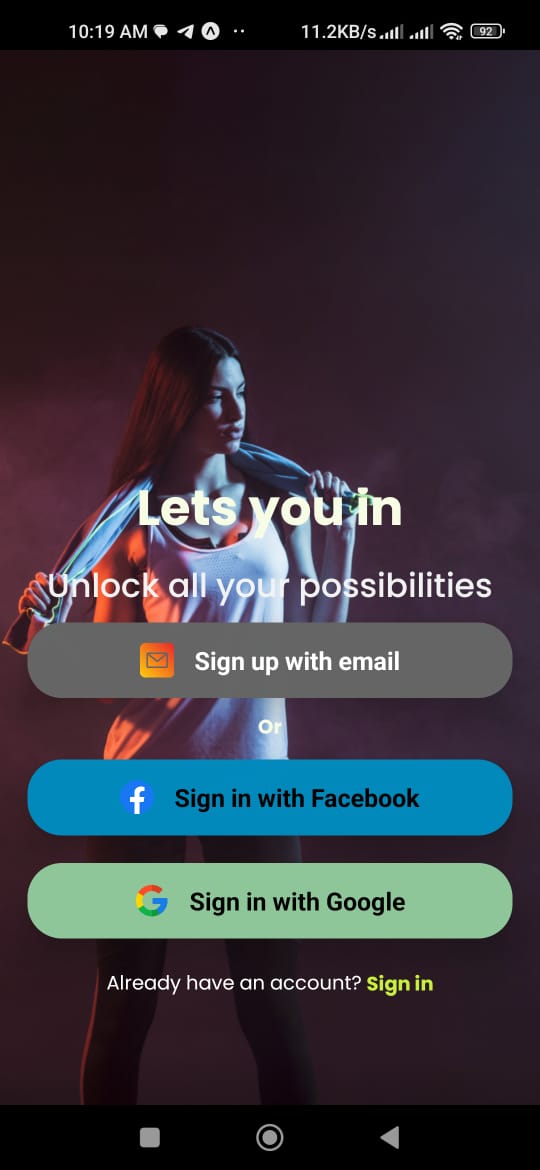 10:19 AM 11.2KB/s 92
Lets you in
Unlock all your possibilities
Sign up with email
Or
Sign in with Facebook
Sign in with Google
Already have an account? Sign in